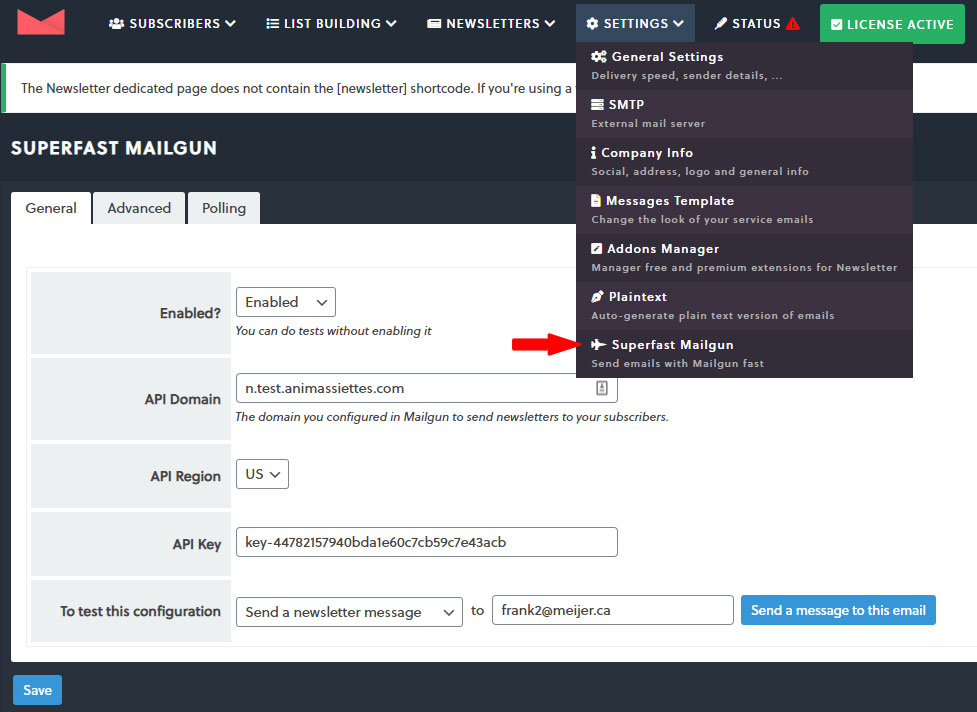 SUBSCRIBERS LIST BUILDING NEWSLETTERS SETTINGS STATUS LICENSE ACTIVE
General Settings
Delivery speed, sender details, ...
SMTP
External mail server
Company Info
Social, address, logo and general info
Messages Template
Change the look of your service emails
Addons Manager
Manager free and premium extensions for Newsletter
Plaintext
Auto-generate plain text version of emails
Superfast Mailgun
Send emails with Mailgun fast
The Newsletter dedicated page does not contain the [newsletter] shortcode. If you're using a
SUPERFAST MAILGUN
General Advanced Polling
Enabled? Enabled
You can do tests without enabling it
API Domain n.test.animassiettes.com
The domain you configured in Mailgun to send newsletters to your subscribers.
API Region US
API Key key-44782157940bda1e60c7cb59c7e43acb
To test this configuration Send a newsletter message to frank2@meijer.ca Send a message to this email
Save